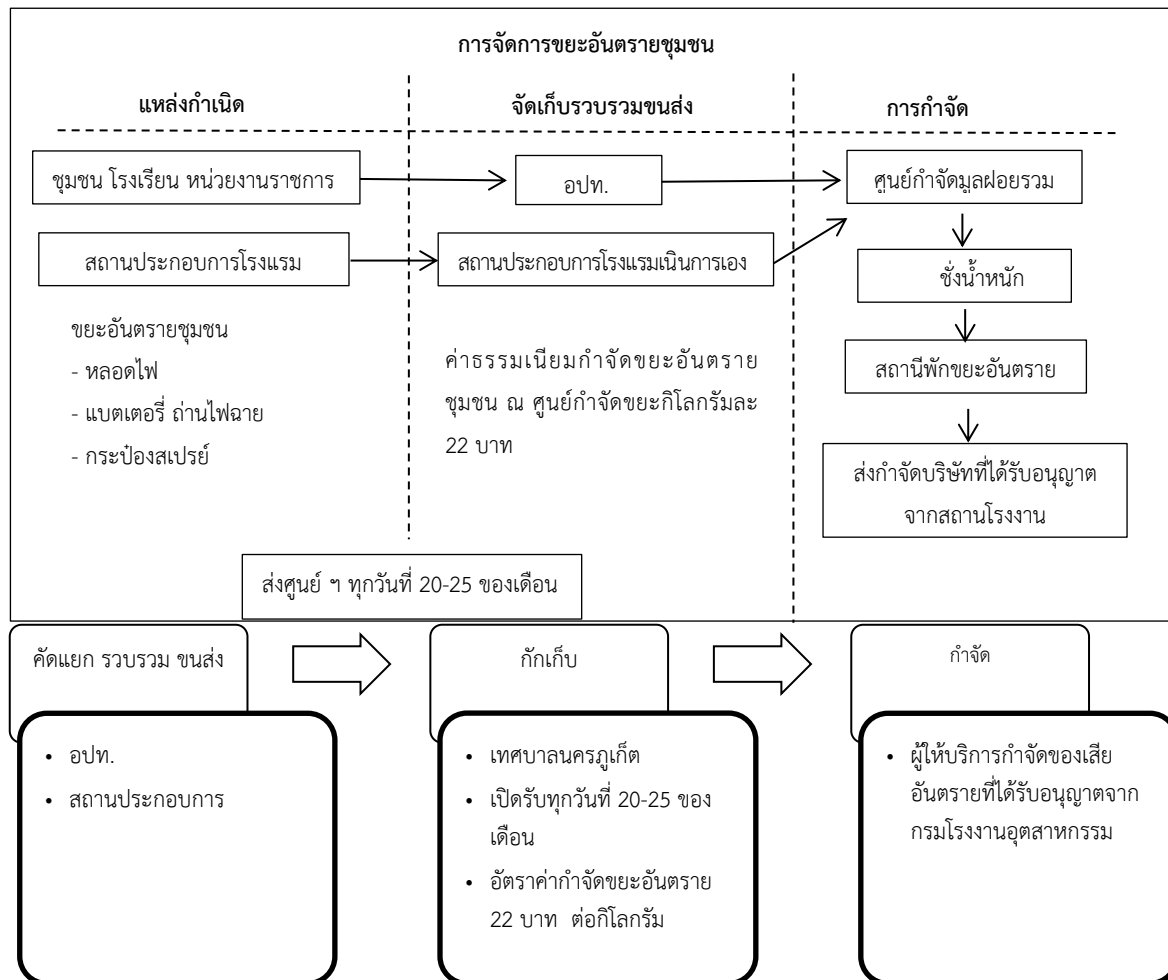 การจัดการขยะอันตรายชุมชน
แหล่งกำเนิด
จัดเก็บรวบรวมขนส่ง
การกำจัด
ชุมชน โรงเรียน หน่วยงานราชการ
อปท.
ศูนย์กำจัดมูลฝอยรวม
สถานประกอบการโรงแรม
สถานประกอบการโรงแรมเนินการเอง
ชั่งน้ำหนัก
ขยะอันตรายชุมชน
- หลอดไฟ
- แบตเตอรี่ ถ่านไฟฉาย
- กระป๋องสเปรย์
ค่าธรรมเนียมกำจัดขยะอันตราย
ชุมชน ณ ศูนย์กำจัดขยะกิโลกรัมละ
22 บาท
สถานีพักขยะอันตราย
ส่งกำจัดบริษัทที่ได้รับอนุญาต
จากสถานโรงงาน
ส่งศูนย์ ฯ ทุกวันที่ 20-25 ของเดือน
คัดแยก รวบรวม ขนส่ง
• อปท.
• สถานประกอบการ
กักเก็บ
• เทศบาลนครภูเก็ต
• เปิดรับทุกวันที่ 20-25 ของ
เดือน
• อัตราค่ากำจัดขยะอันตราย
22 บาท ต่อกิโลกรัม
กำจัด
• ผู้ให้บริการกำจัดของเสีย
อันตรายที่ได้รับอนุญาตจาก
กรมโรงงานอุตสาหกรรม